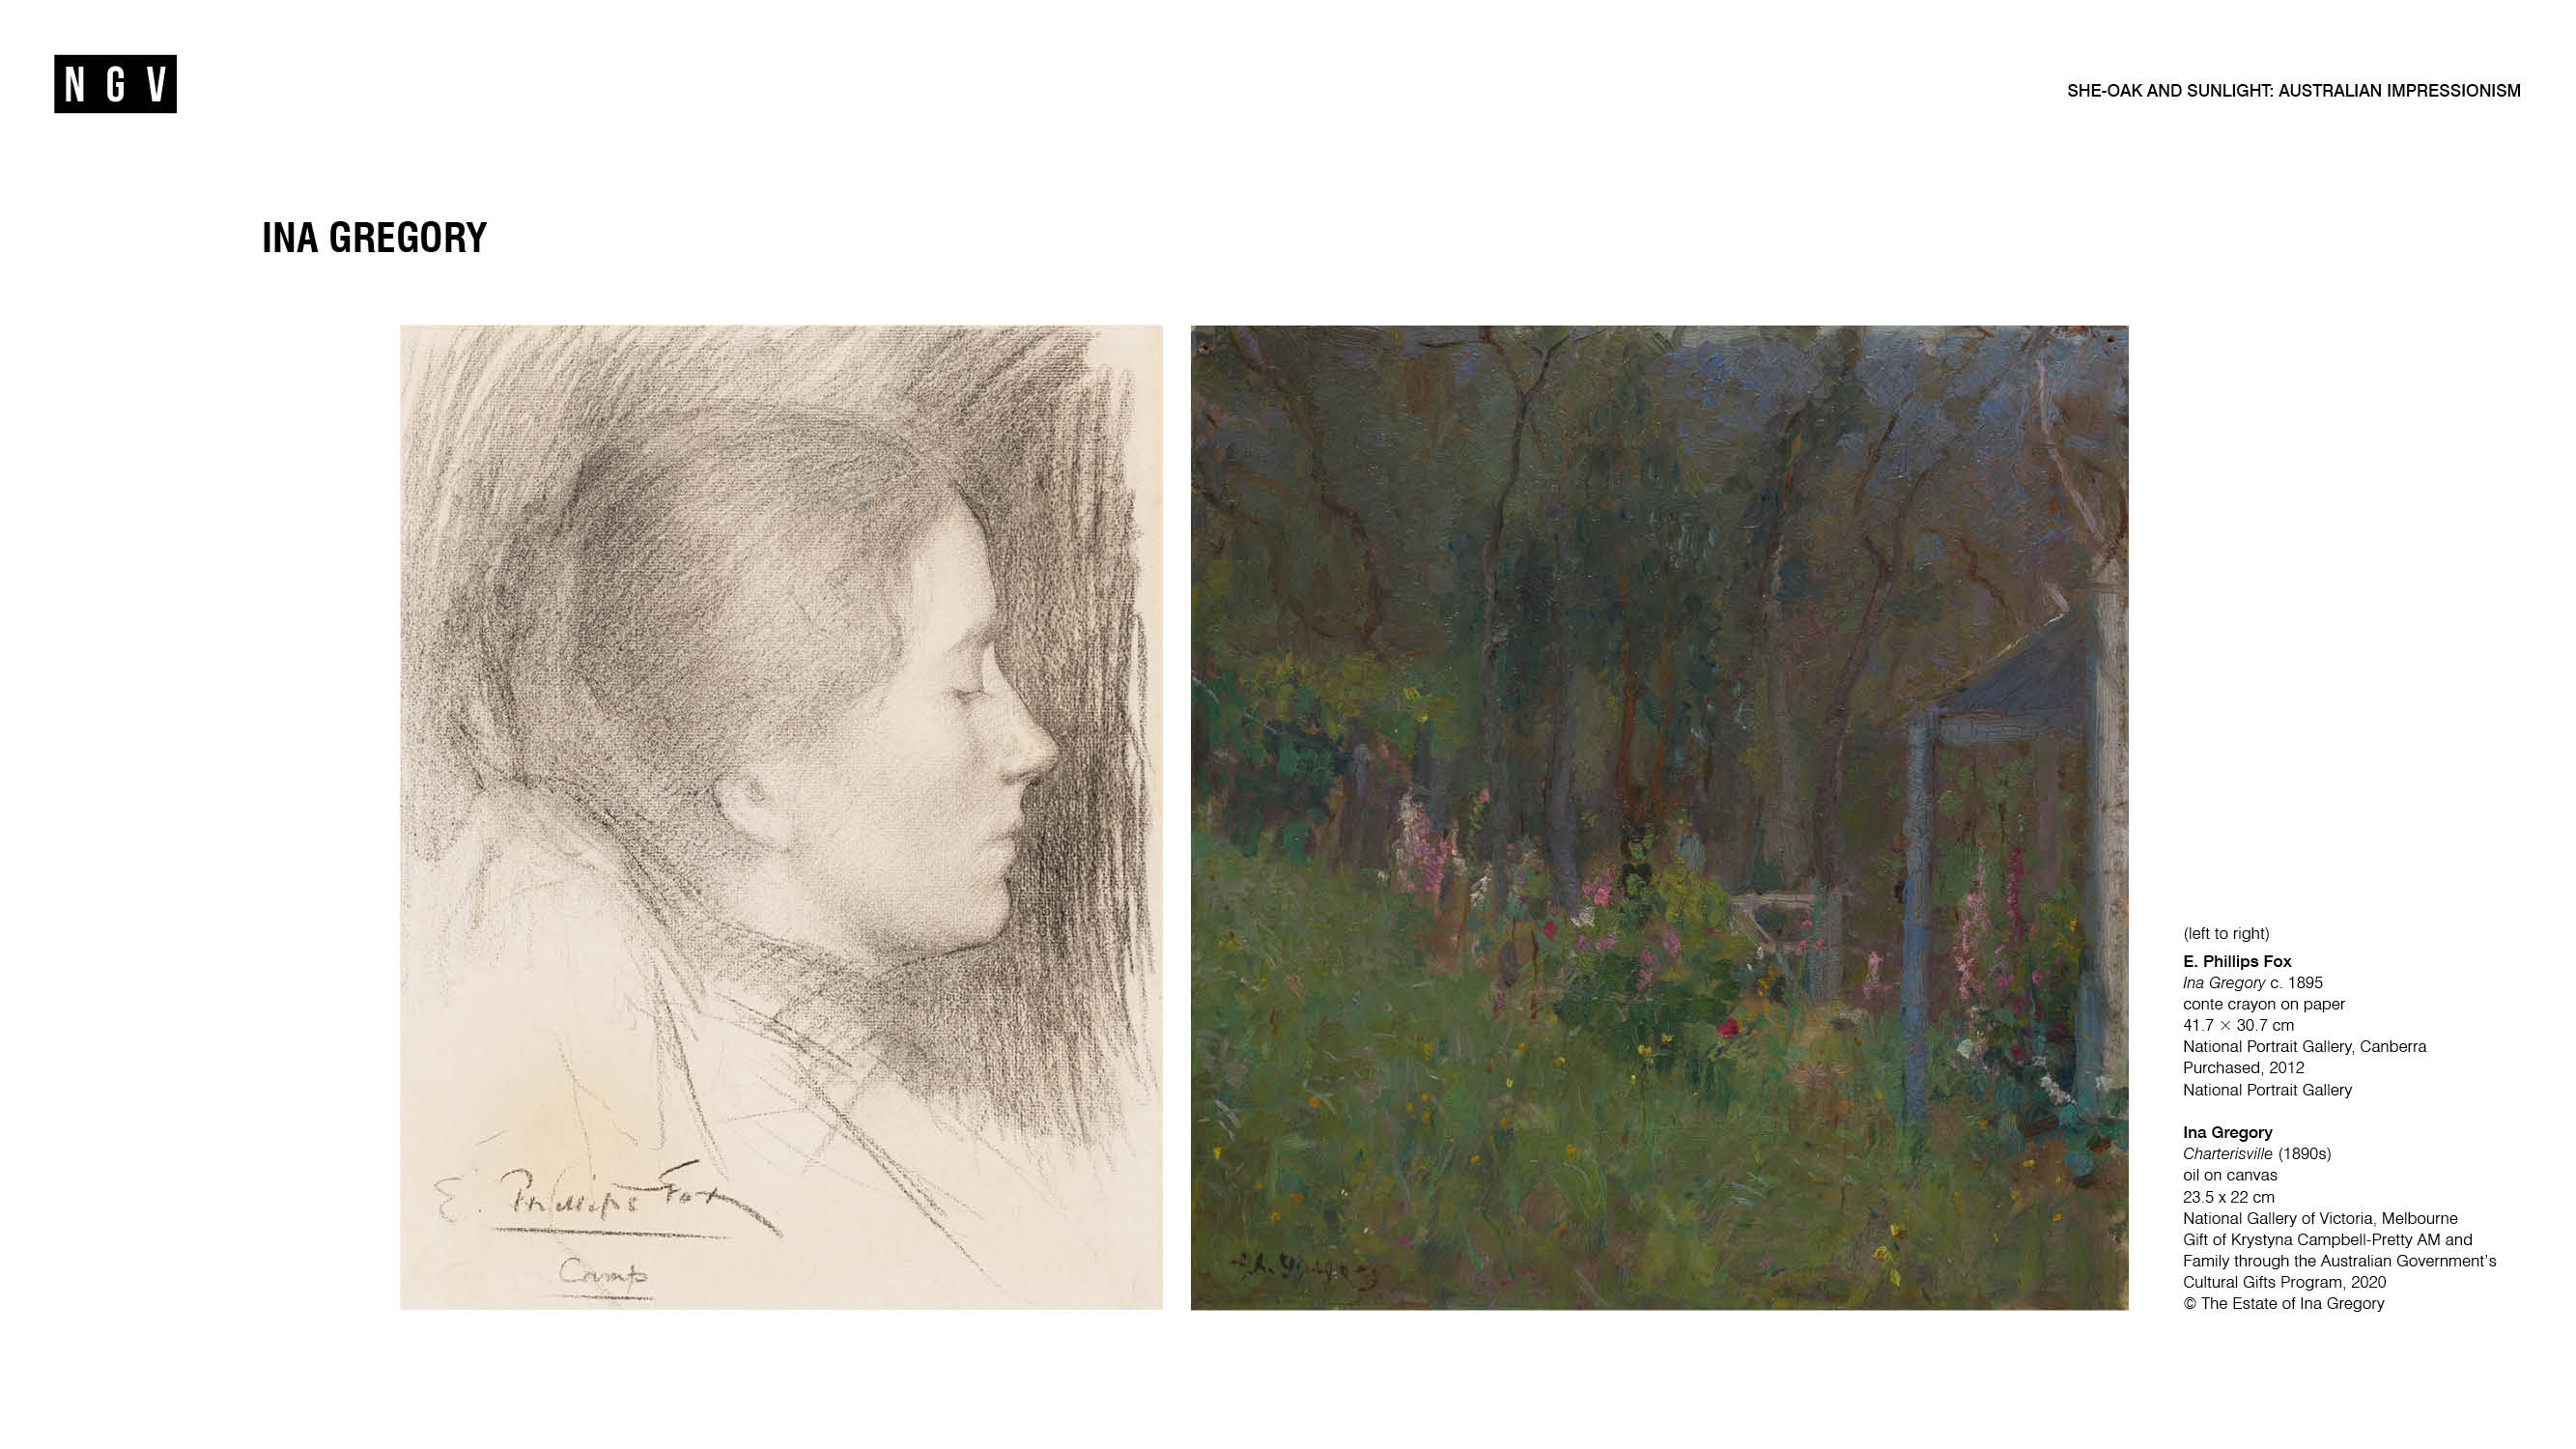 NGV
SHE-OAK AND SUNLIGHT: AUSTRALIAN IMPRESSIONISM
INA GREGORY
E. Phillips Fox
Camp
(left to right)
E. Phillips Fox
Ina Gregory c. 1895
conte crayon on paper
41.7 × 30.7 cm
National Portrait Gallery, Canberra
Purchased, 2012
National Portrait Gallery
Ina Gregory
Charterisville (1890s)
oil on canvas
23.5 x 22 cm
National Gallery of Victoria, Melbourne
Gift of Krystyna Campbell-Pretty AM and
Family through the Australian Government’s
Cultural Gifts Program, 2020
© The Estate of Ina Gregory